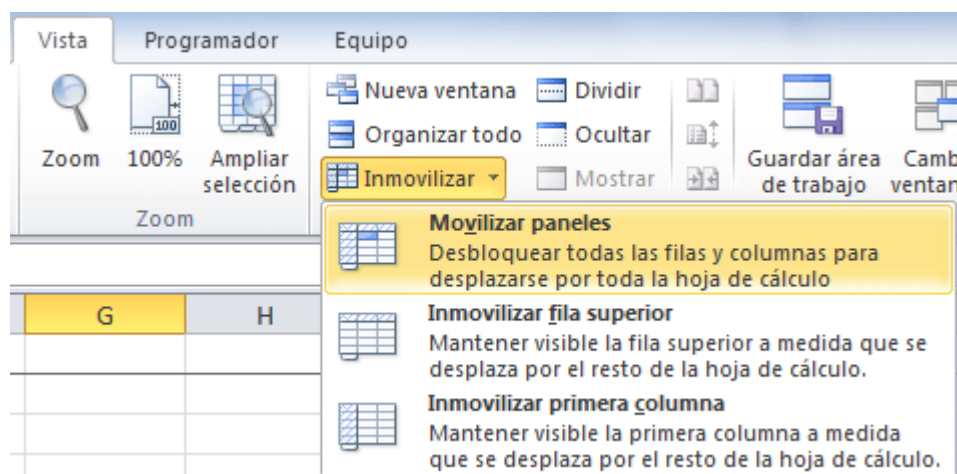 Vista Programador Equipo
Nueva ventana Dividir
Organizar todo Ocultar
Inmovilizar Mostrar
100
Zoom 100% Ampliar selección
Guardar área de trabajo
Zoom
Movilizar paneles
Desbloquear todas las filas y columnas para
desplazarse por toda la hoja de cálculo
G H
Inmovilizar fila superior
Mantener visible la fila superior a medida que se
desplaza por el resto de la hoja de cálculo.
Inmovilizar primera columna
Mantener visible la primera columna a medida
que se desplaza por el resto de la hoja de cálculo.